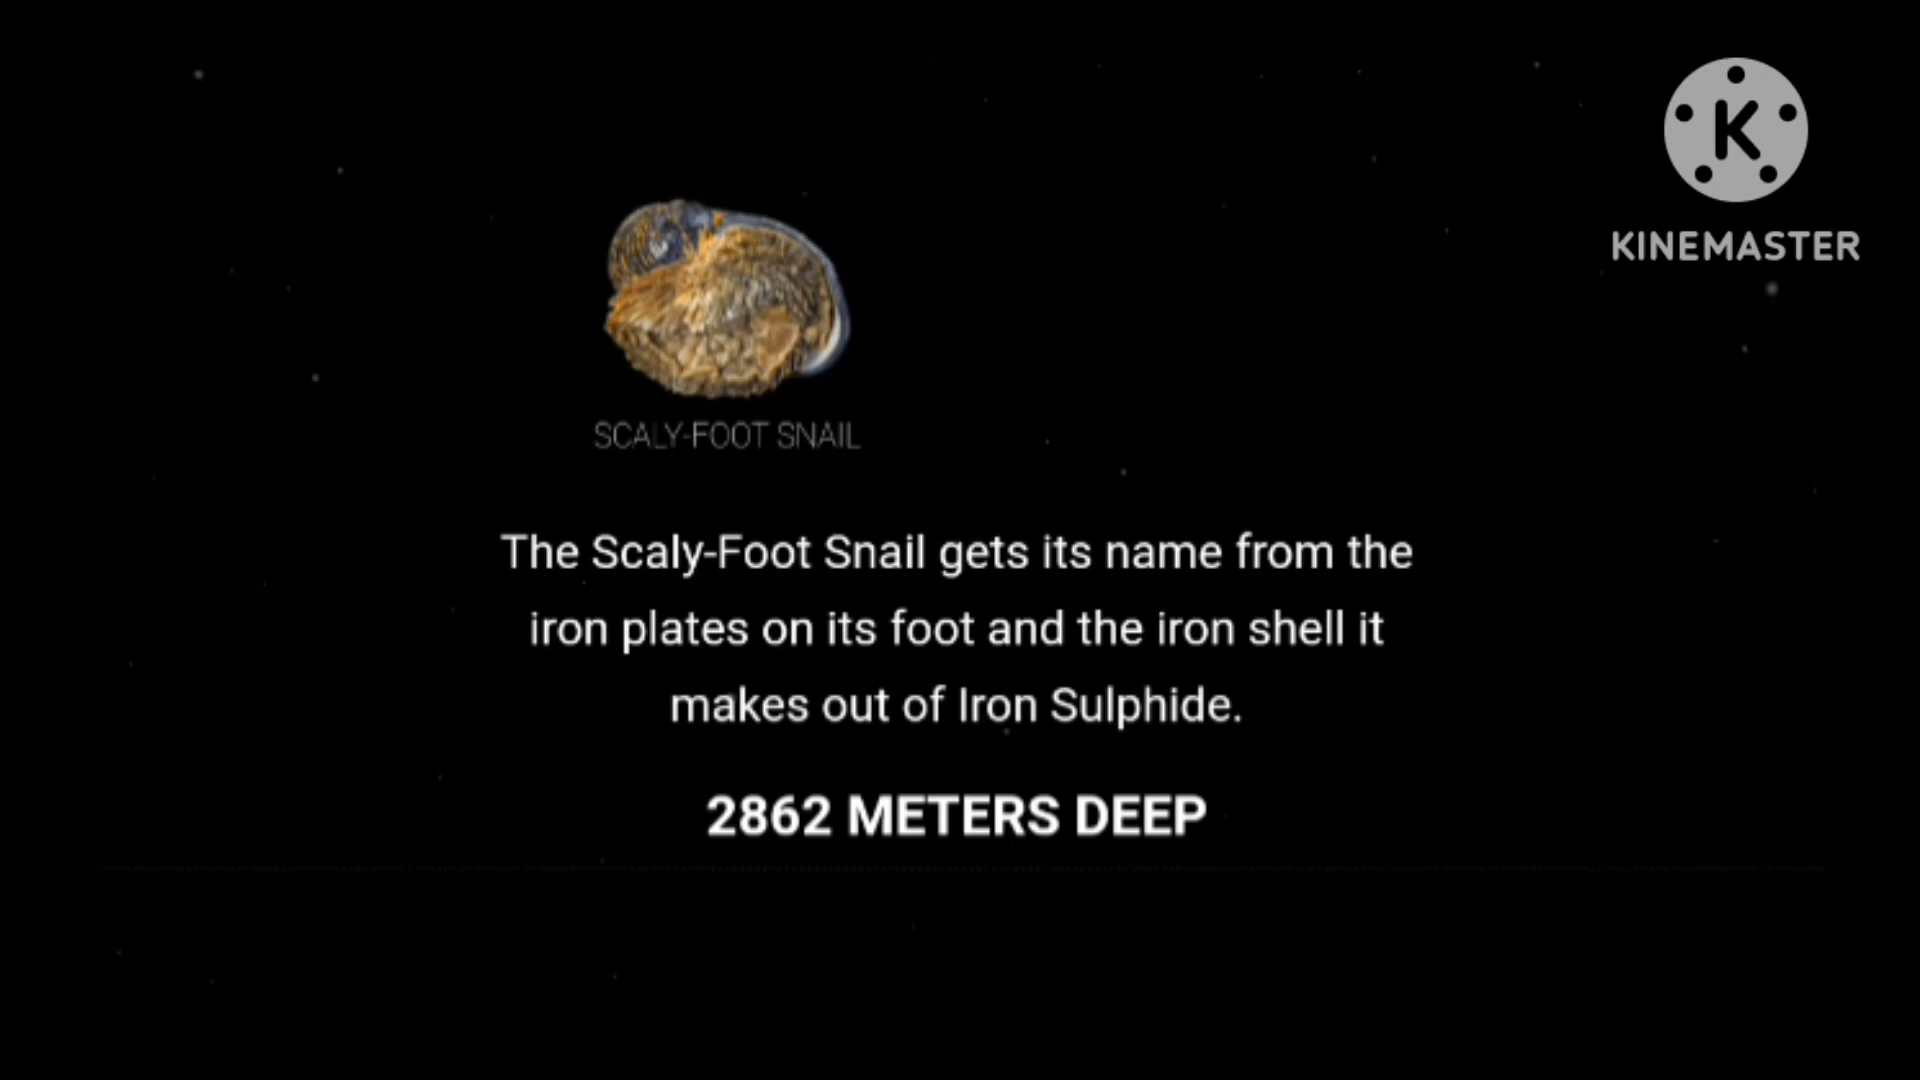 K
KINEMASTER
SCALY-FOOT SNAIL
The Scaly-Foot Snail gets its name from the
iron plates on its foot and the iron shell it
makes out of Iron Sulphide.
2862 METERS DEEP